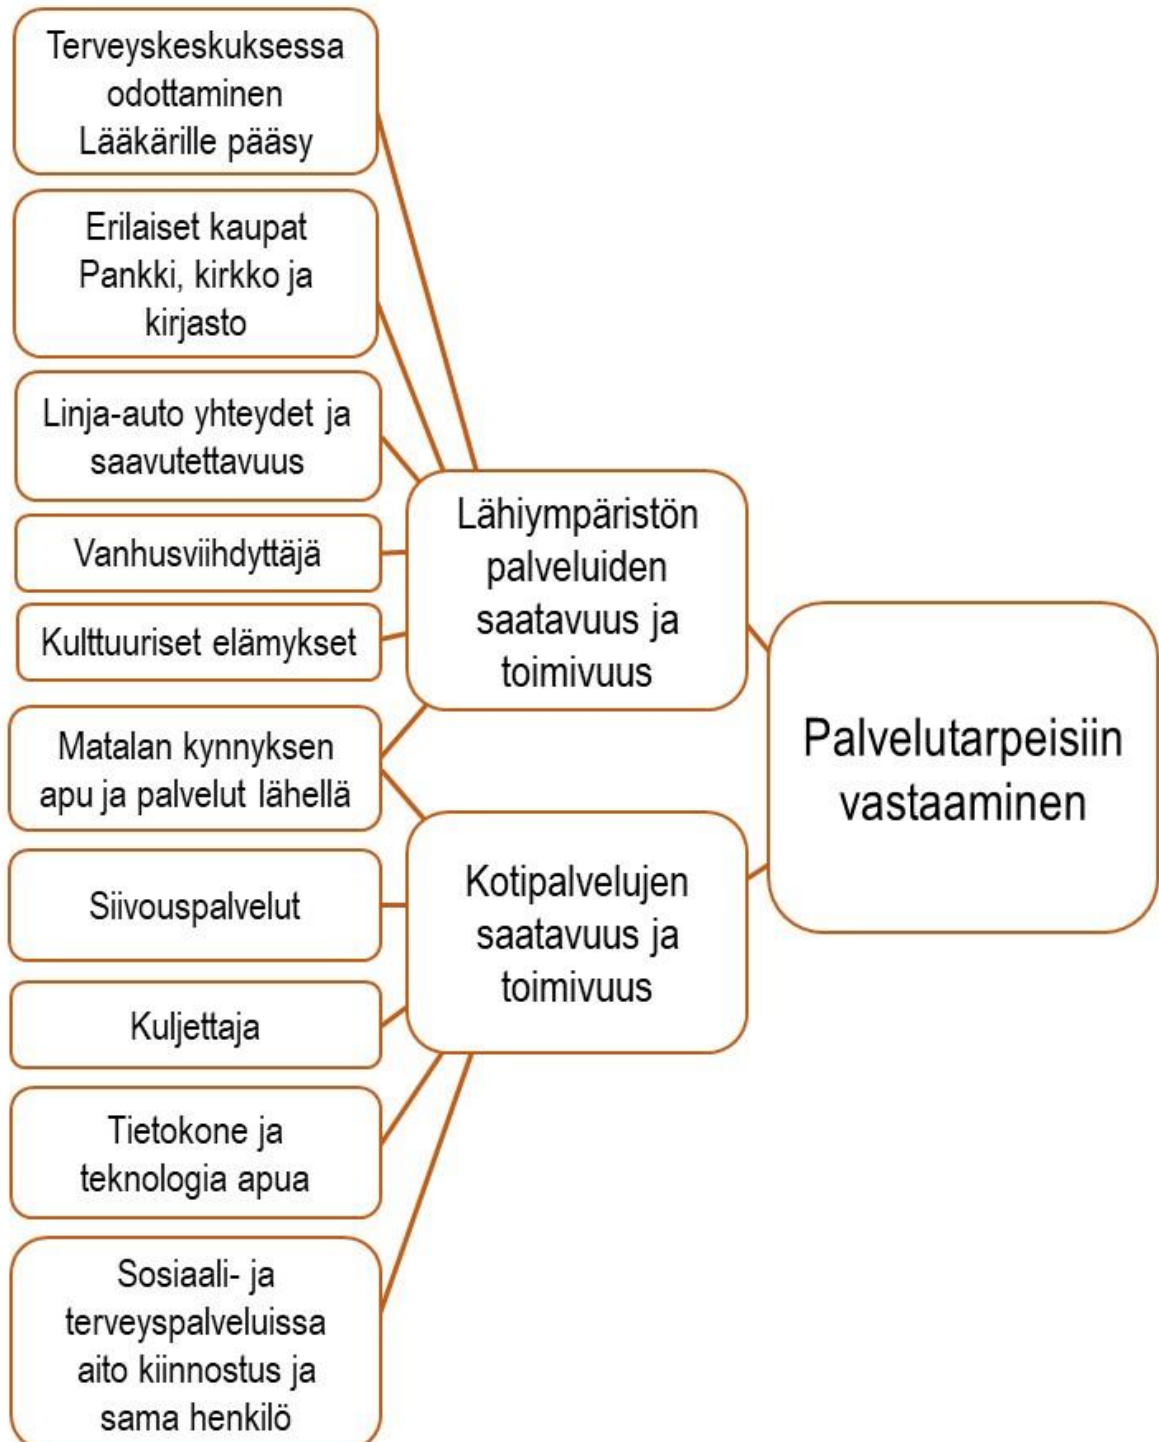 Terveyskeskuksessa
odottaminen
Lääkärille pääsy
Erilaiset kaupat
Pankki, kirkko ja
kirjasto
Linja-auto yhteydet ja
saavutettavuus
Vanhusviihdyttäjä
Kulttuuriset elämykset
Matalan kynnyksen
apu ja palvelut lähellä
Siivouspalvelut
Kuljettaja
Tietokone ja
teknologia apua
Sosiaali- ja
terveyspalveluissa
aito kiinnostus ja
sama henkilö
Lähiympäristön
palveluiden
saatavuus ja
toimivuus
Kotipalvelujen
saatavuus ja
toimivuus
Palvelutarpeisiin
vastaaminen